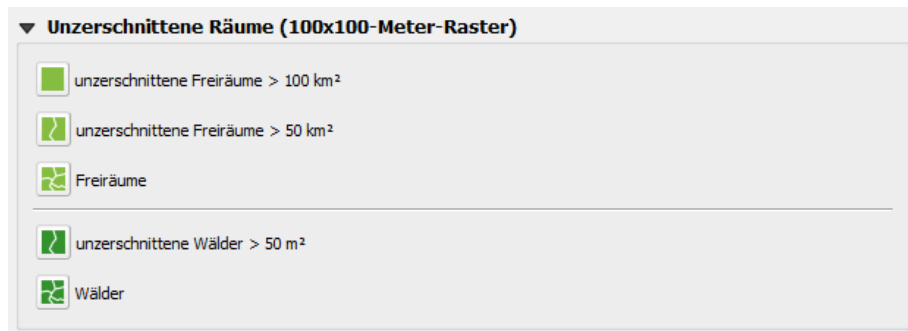 Unzerschnittene Räume (100x100-Meter-Raster)
unzerschnittene Freiräume > 100 km²
unzerschnittene Freiräume > 50 km²
Freiräume
unzerschnittene Wälder > 50 m²
Wälder